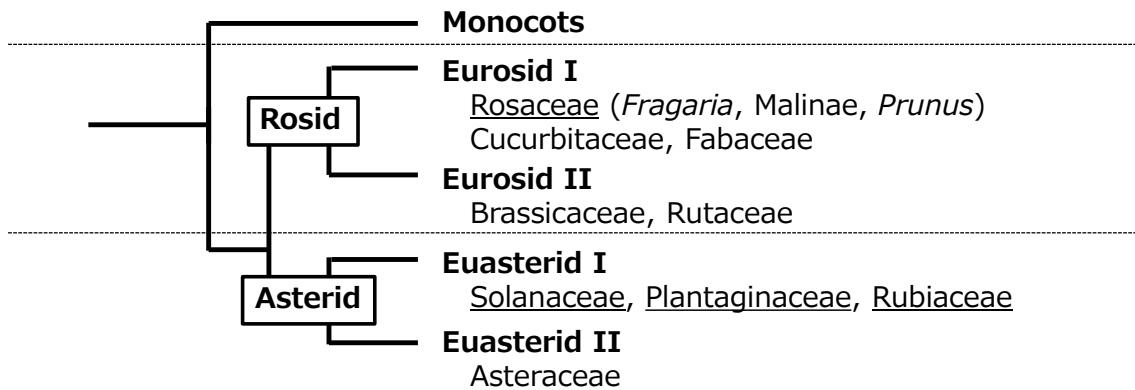 Monocots
Eurosid I
Rosaceae (Fragaria, Malinae, Prunus)
Rosid
Cucurbitaceae, Fabaceae
Eurosid II
Brassicaceae, Rutaceae
Euasterid I
Asterid
Solanaceae, Plantaginaceae, Rubiaceae
Euasterid II
Asteraceae